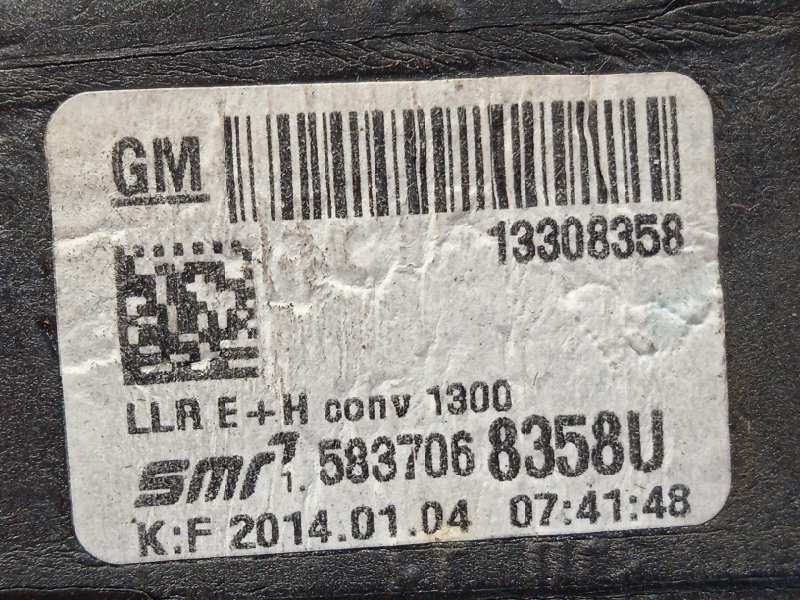 GM
13308358
LLR E+H conv 1300
smr 1. 583706 8358U
K:F 2014.01.04 07:41:48